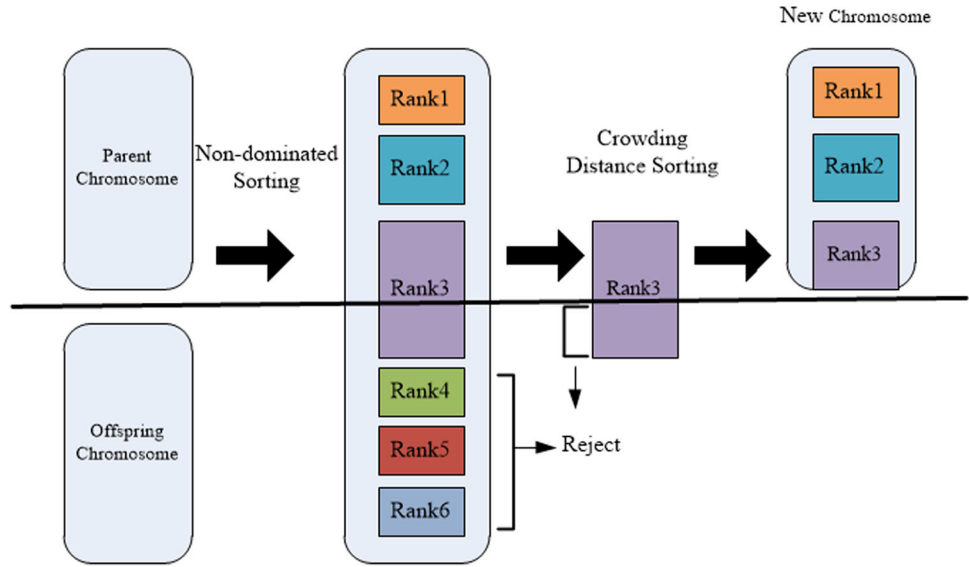 New Chromosome
Parent
Chromosome
Non-dominated
Sorting
Rank1
Rank2
Rank3
Rank4
Rank5
Rank6
Crowding
Distance Sorting
Rank3
Reject
Rank1
Rank2
Rank3
Offspring
Chromosome